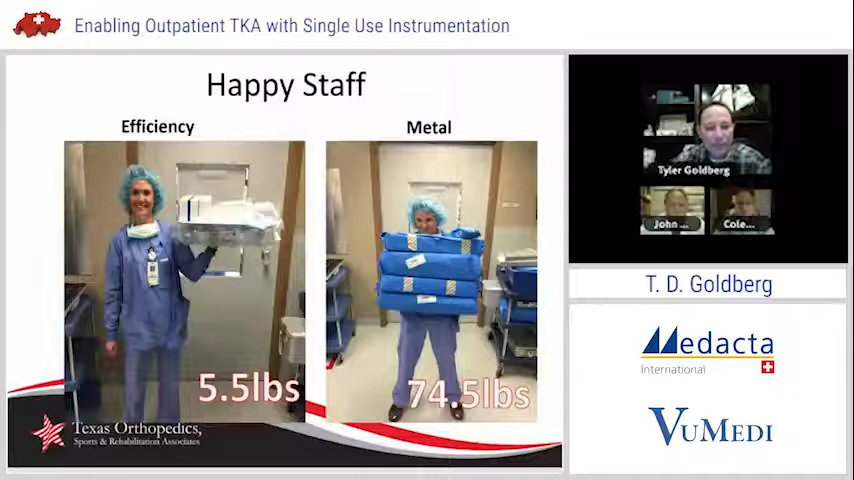 Enabling Outpatient TKA with Single Use Instrumentation
Happy Staff
Efficiency
Metal
5.5lbs
74.5lbs
Texas Orthopedics,
Sports & Rehabilitation Associates
Tyler Goldberg
John ...
Cole...
T. D. Goldberg
Medacta
International
VUMEDI